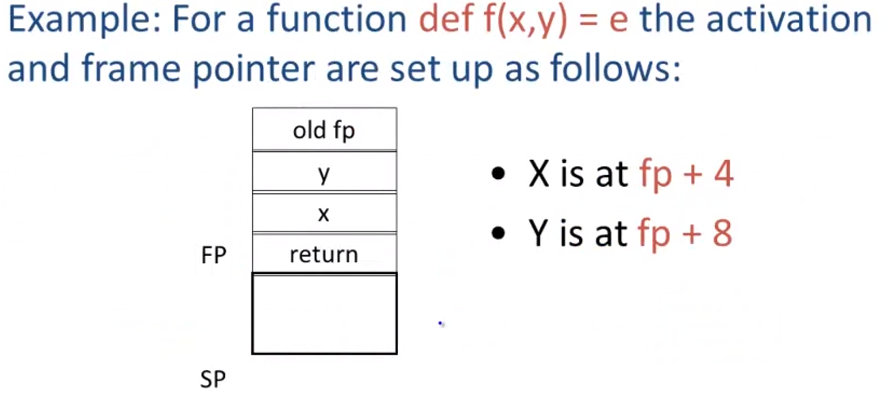 Example: For a function def f(x,y) = e the activation
and frame pointer are set up as follows:
old fp
y
x
FP
return
SP
• X is at fp + 4
• Y is at fp + 8